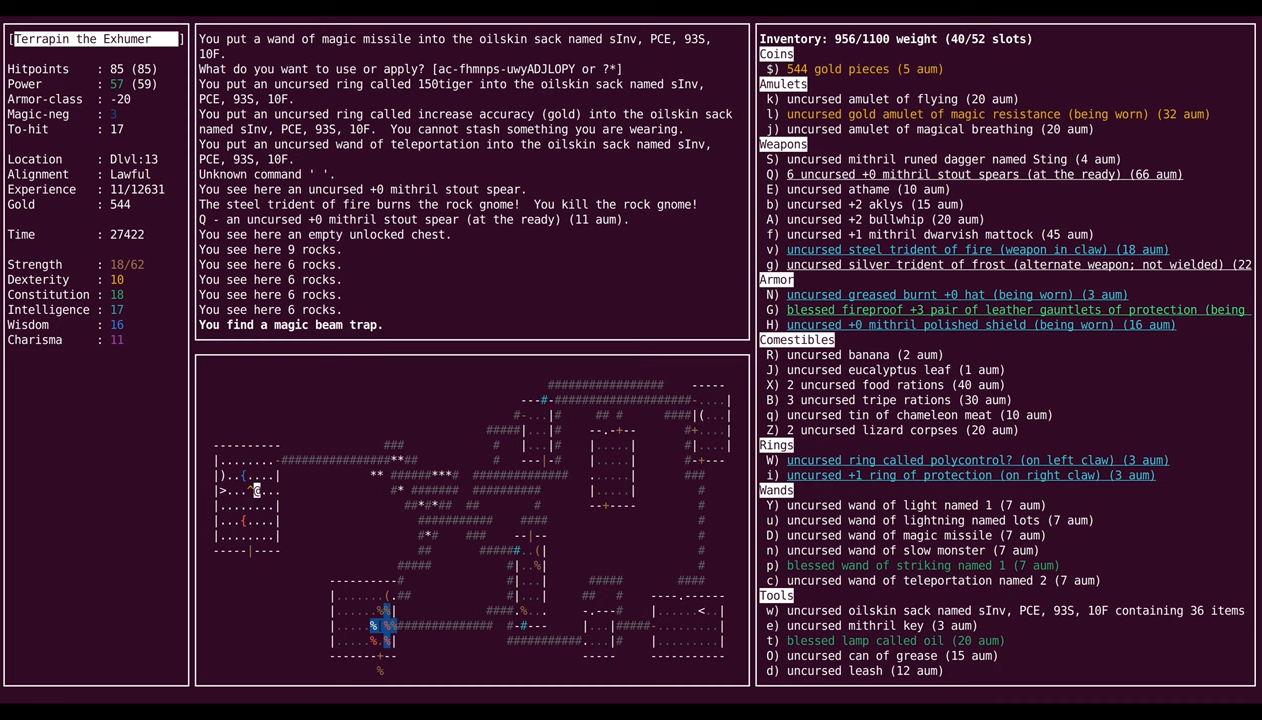 [Terrapin the Exhumer ]
Hitpoints : 85 (85)
Power : 57 (59)
Armor-class : -20
Magic-neg : 3
To-hit : 17
Location : Dlvl:13
Alignment : Lawful
Experience : 11/12631
Gold : 544
Time : 27422
Strength : 18/62
Dexterity : 10
Constitution : 18
Intelligence : 17
Wisdom : 16
Charisma : 11
You put a wand of magic missile into the oilskin sack named sInv, PCE, 93S,
10F.
What do you want to use or apply? [ac-fhmnps-uwyADJLOPY or ?*]
You put an uncursed ring called 150tiger into the oilskin sack named sInv,
PCE, 93S, 10F.
You put an uncursed ring called increase accuracy (gold) into the oilskin sack
named sInv, PCE, 93S, 10F.  You cannot stash something you are wearing.
You put an uncursed wand of teleportation into the oilskin sack named sInv,
PCE, 93S, 10F.
Unknown command ' '.
You see here an uncursed +0 mithril stout spear.
The steel trident of fire burns the rock gnome!  You kill the rock gnome!
Q - an uncursed +0 mithril stout spear (at the ready) (11 aum).
You see here an empty unlocked chest.
You see here 9 rocks.
You see here 6 rocks.
You see here 6 rocks.
You see here 6 rocks.
You see here 6 rocks.
You find a magic beam trap.
Inventory: 956/1100 weight (40/52 slots)
Coins
$) 544 gold pieces (5 aum)
Amulets
k) uncursed amulet of flying (20 aum)
l) uncursed gold amulet of magic resistance (being worn) (32 aum)
j) uncursed amulet of magical breathing (20 aum)
Weapons
S) uncursed mithril runed dagger named Sting (4 aum)
Q) 6 uncursed +0 mithril stout spears (at the ready) (66 aum)
E) uncursed athame (10 aum)
b) uncursed +2 aklys (15 aum)
A) uncursed +2 bullwhip (20 aum)
f) uncursed +1 mithril dwarvish mattock (45 aum)
v) uncursed steel trident of fire (weapon in claw) (18 aum)
g) uncursed silver trident of frost (alternate weapon; not wielded) (22
Armor
N) uncursed greased burnt +0 hat (being worn) (3 aum)
G) blessed fireproof +3 pair of leather gauntlets of protection (being
H) uncursed +0 mithril polished shield (being worn) (16 aum)
Comestibles
R) uncursed banana (2 aum)
J) uncursed eucalyptus leaf (1 aum)
X) 2 uncursed food rations (40 aum)
B) 3 uncursed tripe rations (30 aum)
q) uncursed tin of chameleon meat (10 aum)
Z) 2 uncursed lizard corpses (20 aum)
Rings
W) uncursed ring called polycontrol? (on left claw) (3 aum)
i) uncursed +1 ring of protection (on right claw) (3 aum)
Wands
Y) uncursed wand of light named 1 (7 aum)
u) uncursed wand of lightning named lots (7 aum)
D) uncursed wand of magic missile (7 aum)
n) uncursed wand of slow monster (7 aum)
p) blessed wand of striking named 1 (7 aum)
c) uncursed wand of teleportation named 2 (7 aum)
Tools
w) uncursed oilskin sack named sInv, PCE, 93S, 10F containing 36 items
e) uncursed mithril key (3 aum)
t) blessed lamp called oil (20 aum)
O) uncursed can of grease (15 aum)
d) uncursed leash (12 aum)